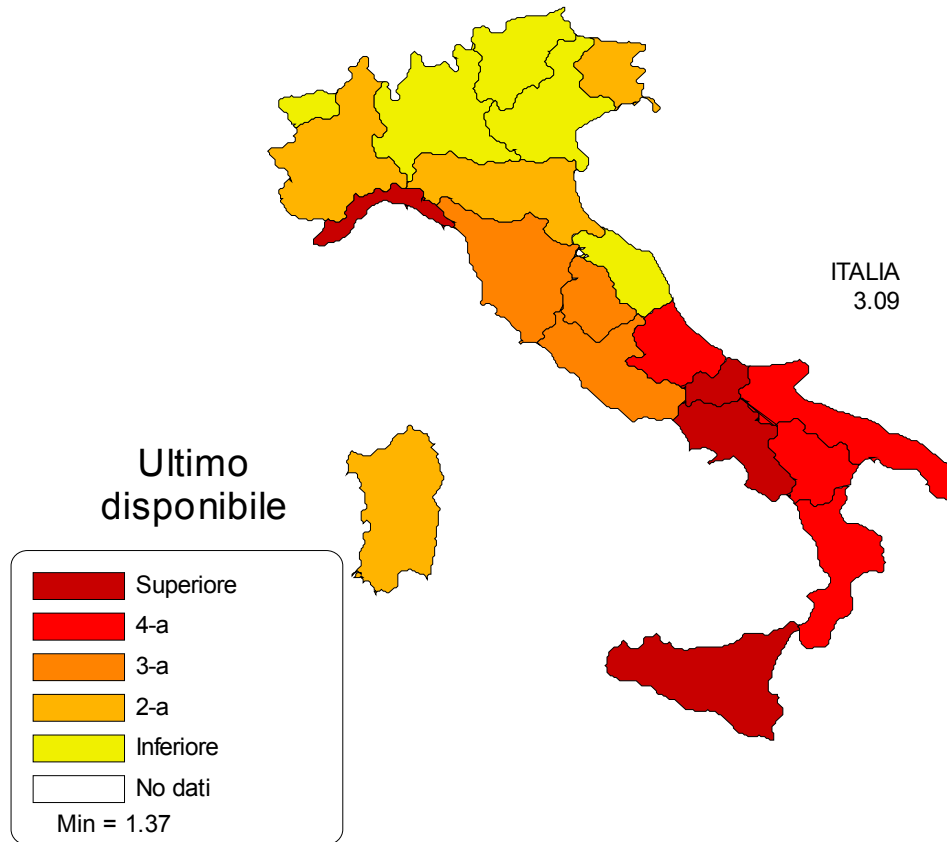 ITALIA
3.09
Ultimo
disponibile
Superiore
4-a
3-a
2-a
Inferiore
No dati
Min = 1.37